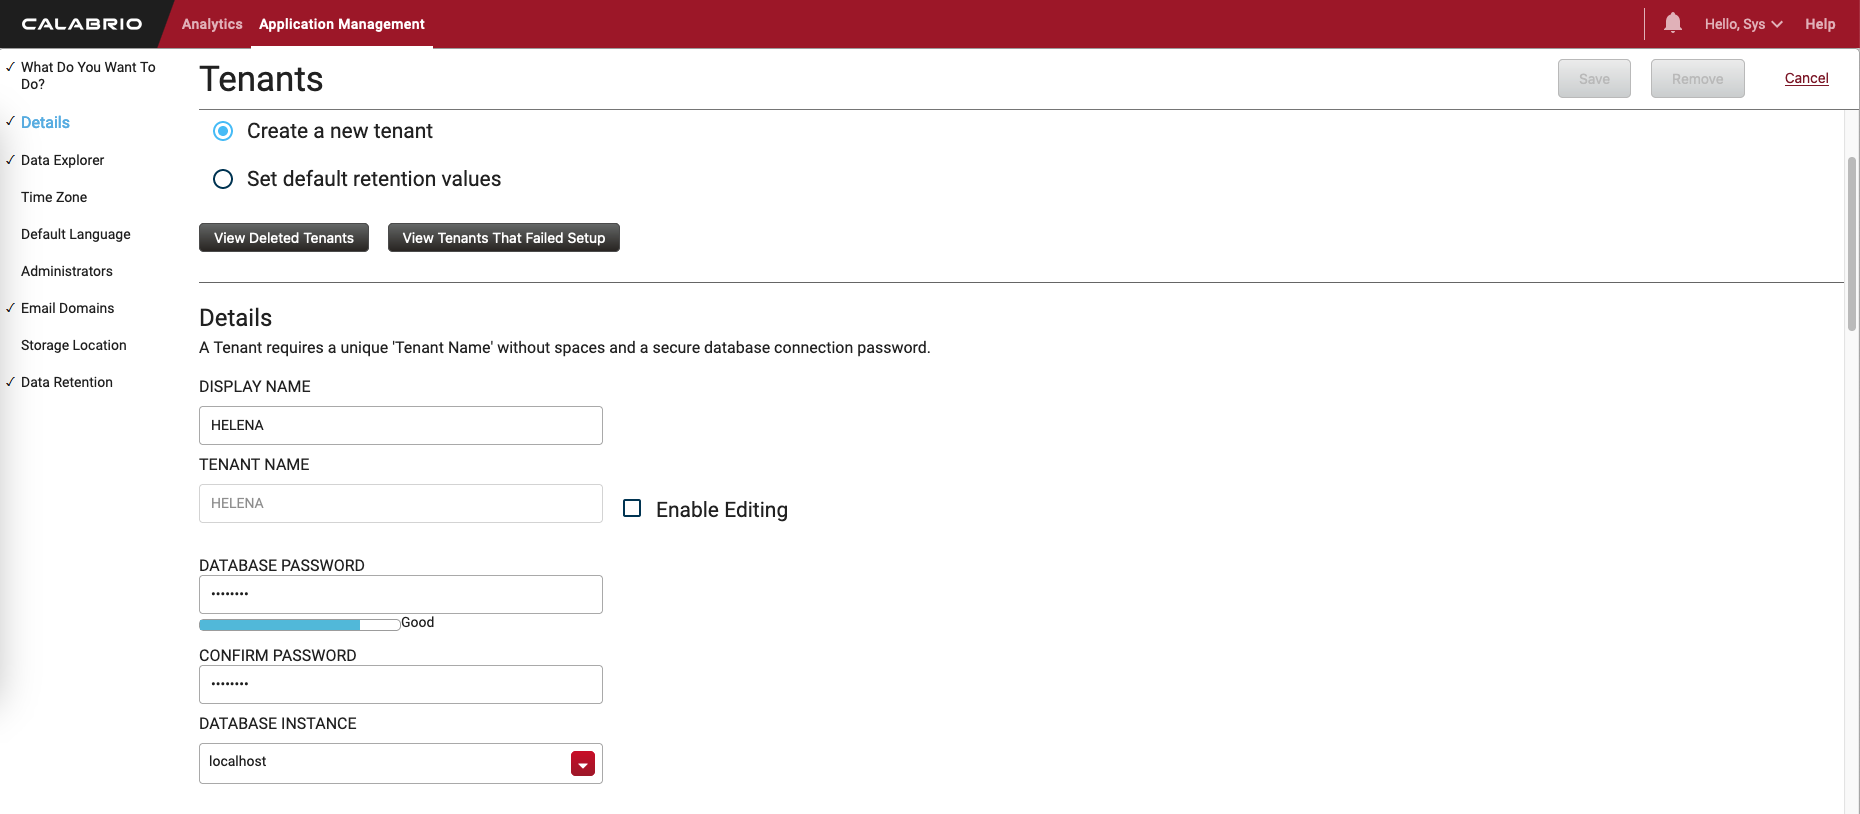 CALABRIO
Analytics
Application Management
Hello, Sys
Help
✓ What Do You Want To
Do?
✓ Details
✓ Data Explorer
Time Zone
Default Language
Administrators
✓ Email Domains
Storage Location
✓ Data Retention
Tenants
Save
Remove
Cancel
Create a new tenant
Set default retention values
View Deleted Tenants
View Tenants That Failed Setup
Details
A Tenant requires a unique 'Tenant Name' without spaces and a secure database connection password.
DISPLAY NAME
HELENA
TENANT NAME
HELENA
Enable Editing
DATABASE PASSWORD
••••••••
Good
CONFIRM PASSWORD
••••••••
DATABASE INSTANCE
localhost